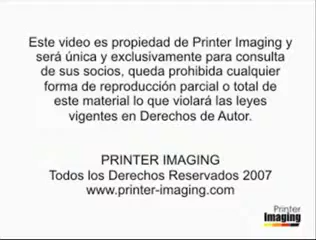 Este video es propiedad de Printer Imaging y
será única y exclusivamente para consulta
de sus socios, queda prohibida cualquier
forma de reproducción parcial o total de
este material lo que violará las leyes
vigentes en Derechos de Autor.
PRINTER IMAGING
Todos los Derechos Reservados 2007
www.printer-imaging.com
Printer
Imaging